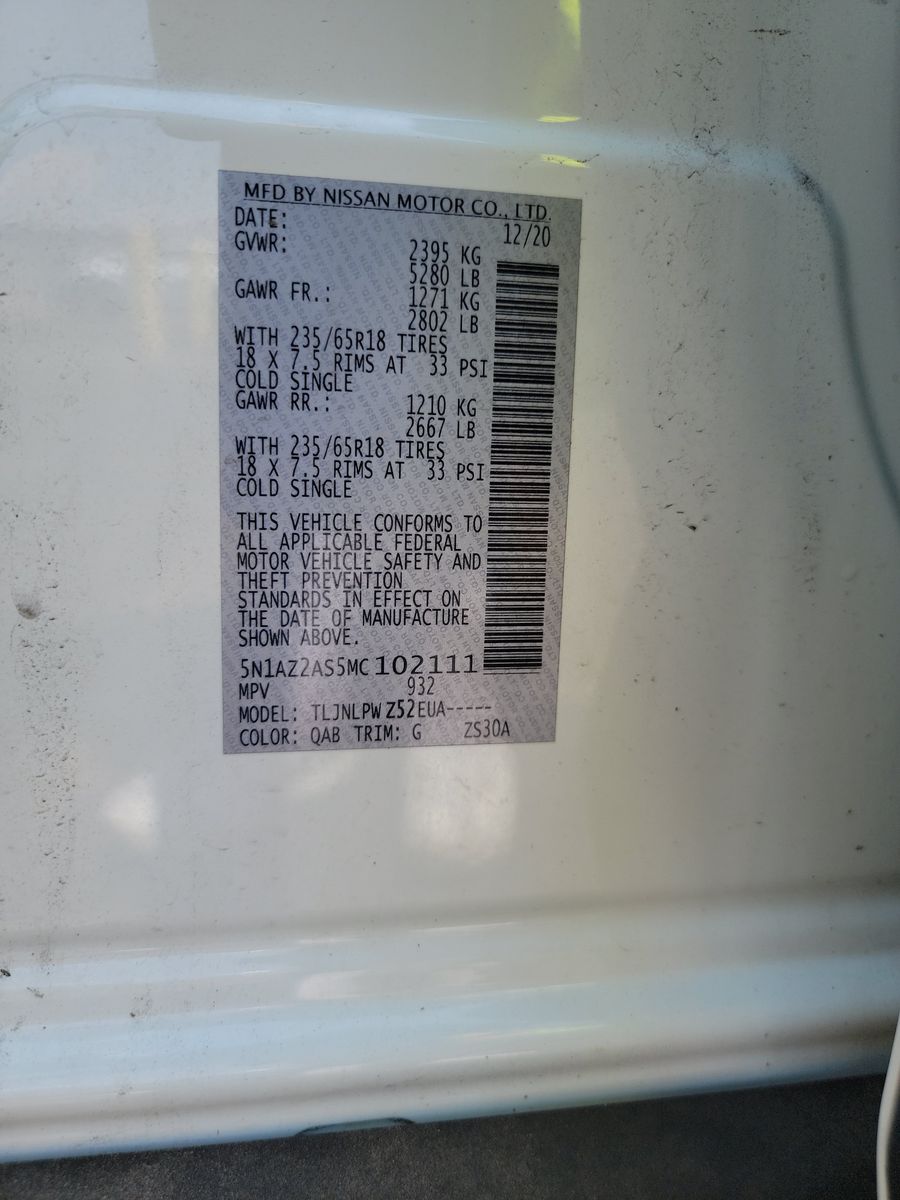 MFD BY NISSAN MOTOR CO., LTD.
DATE: 12/20
GVWR: 2395 KG
5280 LB
GAWR FR.: 1271 KG
2802 LB
WITH 235/65R18 TIRES
18 X 7.5 RIMS AT 33 PSI
COLD SINGLE
GAWR RR.: 1210 KG
2667 LB
WITH 235/65R18 TIRES
18 X 7.5 RIMS AT 33 PSI
COLD SINGLE
THIS VEHICLE CONFORMS TO
ALL APPLICABLE FEDERAL
MOTOR VEHICLE SAFETY AND
THEFT PREVENTION
STANDARDS IN EFFECT ON
THE DATE OF MANUFACTURE
SHOWN ABOVE.
5N1AZ2AS5MC102111
MPV 932
MODEL: TLJNLPWZ52EUA-----
COLOR: QAB TRIM: G ZS30A